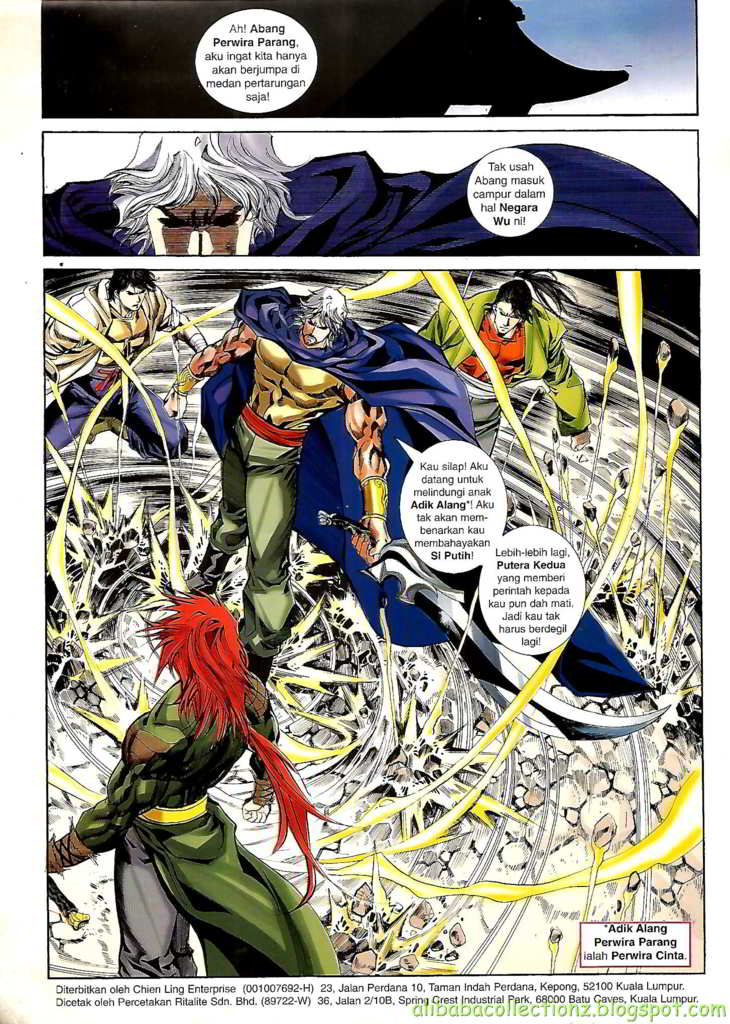 Ah! Abang
Perwira Parang,
aku ingat kita hanya
akan berjumpa di
medan pertarungan
saja!
Tak usah
Abang masuk
campur dalam
hal Negara
Wu ni!
Kau silap! Aku
datang untuk
melindungi anak
Adik Alang*! Aku
tak akan mem-
benarkan kau
membahayakan
Si Putih!
Lebih-lebih lagi,
Putera Kedua
yang memberi
perintah kepada
kau pun dah mati.
Jadi kau tak
harus berdegil
lagi!
*Adik Alang
Perwira Parang
ialah Perwira Cinta.
Diterbitkan oleh Chien Ling Enterprise (001007692-H) 23, Jalan Perdana 10, Taman Indah Perdana, Kepong, 52100 Kuala Lumpur.
Dicetak oleh Percetakan Ritalite Sdn. Bhd. (89722-W) 36, Jalan 2/10B, Spring Crest Industrial Park, 68000 Batu Caves, Kuala Lumpur.
alibabacollectionz.blogspot.com